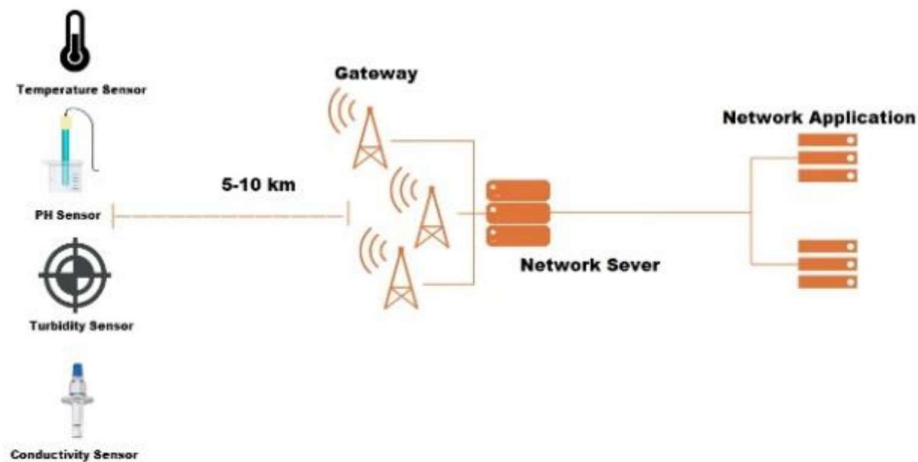 Temperature Sensor
PH Sensor
Turbidity Sensor
Conductivity Sensor
5-10 km
Gateway
Network Sever
Network Application